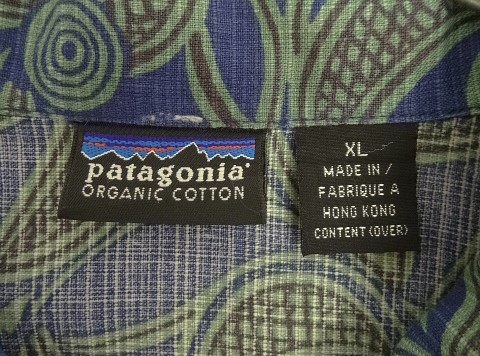 patagonia®
ORGANIC COTTON
XL
MADE IN /
FABRIQUE A
HONG KONG
CONTENT (OVER)